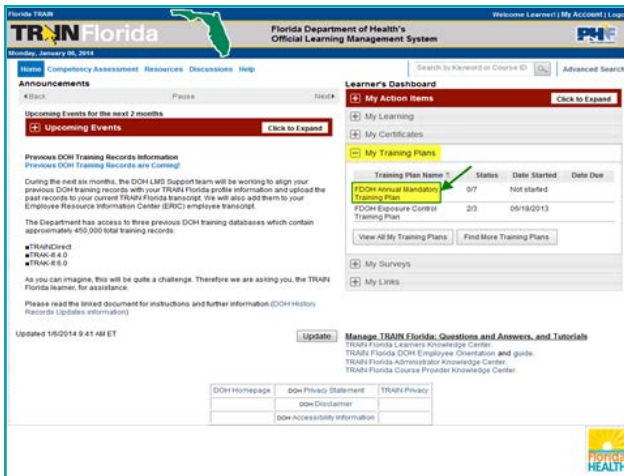 Florida TRAIN
Welcome Learner! | My Account | Logo
TRAIN Florida
Florida Department of Health's
Official Learning Management System
PHF
Monday, January 06, 2014
Home Competency Assessment Resources Discussions Help
Search by Keyword or Course ID
Advanced Search
Announcements
Back Pause Next
Upcoming Events for the next 2 months
Upcoming Events Click to Expand
Previous DOH Training Records Information
Previous DOH Training Records are Coming!
During the next six months, the DOH LMS Support team will be working to align your
previous DOH training records with your TRAIN Florida profile information and upload the
past records to your current TRAIN Florida transcript. We will also add them to your
Employee Resource Information Center (ERIC) employee transcript.
The Department has access to three previous DOH training databases which contain
approximately 450,000 total training records:
■TRAINDirect
■TRAK-It 4.0
■TRAK-It 5.0
As you can imagine, this will be quite a challenge. Therefore we are asking you, the TRAIN
Florida learner, for assistance.
Please read the linked document for instructions and further information (DOH History
Records Updates information)
Updated 1/6/2014 9:41 AM ET
Update
Learner's Dashboard
My Action Items Click to Expand
My Learning
My Certificates
My Training Plans
Training Plan Name Status Date Started Date Due
FDOH Annual Mandatory 0/7 Not started
Training Plan
FDOH Exposure Control 2/3 06/18/2013
Training Plan
View All My Training Plans Find More Training Plans
My Surveys
My Links
Manage TRAIN Florida: Questions and Answers, and Tutorials
TRAIN Florida Learners Knowledge Center.
TRAIN Florida DOH Employee Orientation and guide.
TRAIN Florida Administrator Knowledge Center.
TRAIN Florida Course Provider Knowledge Center.
DOH Homepage DOH Privacy Statement TRAIN Privacy
DOH Disclaimer
DOH Accessibility Information
Florida
HEALTH